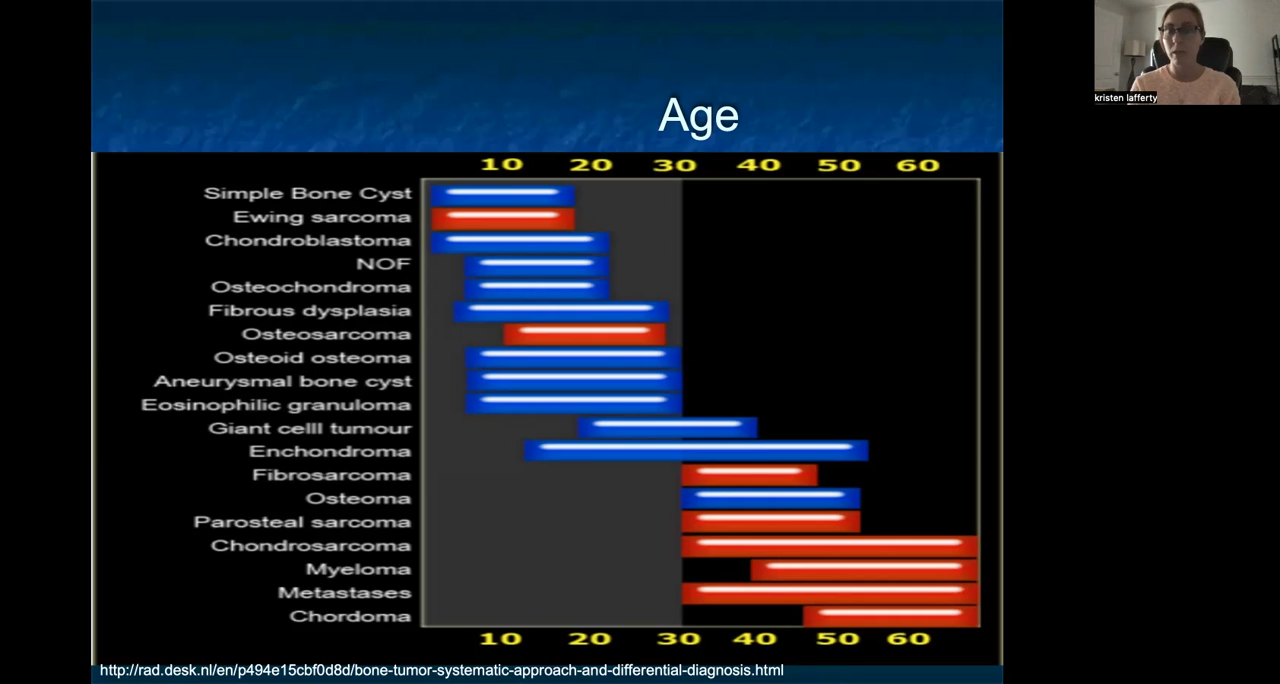 Age
10 20 30 40 50 60
Simple Bone Cyst
Ewing sarcoma
Chondroblastoma
NOF
Osteochondroma
Fibrous dysplasia
Osteosarcoma
Osteoid osteoma
Aneurysmal bone cyst
Eosinophilic granuloma
Giant celll tumour
Enchondroma
Fibrosarcoma
Osteoma
Parosteal sarcoma
Chondrosarcoma
Myeloma
Metastases
Chordoma
10 20 30 40 50 60
http://rad.desk.nl/en/p494e15cbf0d8d/bone-tumor-systematic-approach-and-differential-diagnosis.html
kristen lafferty